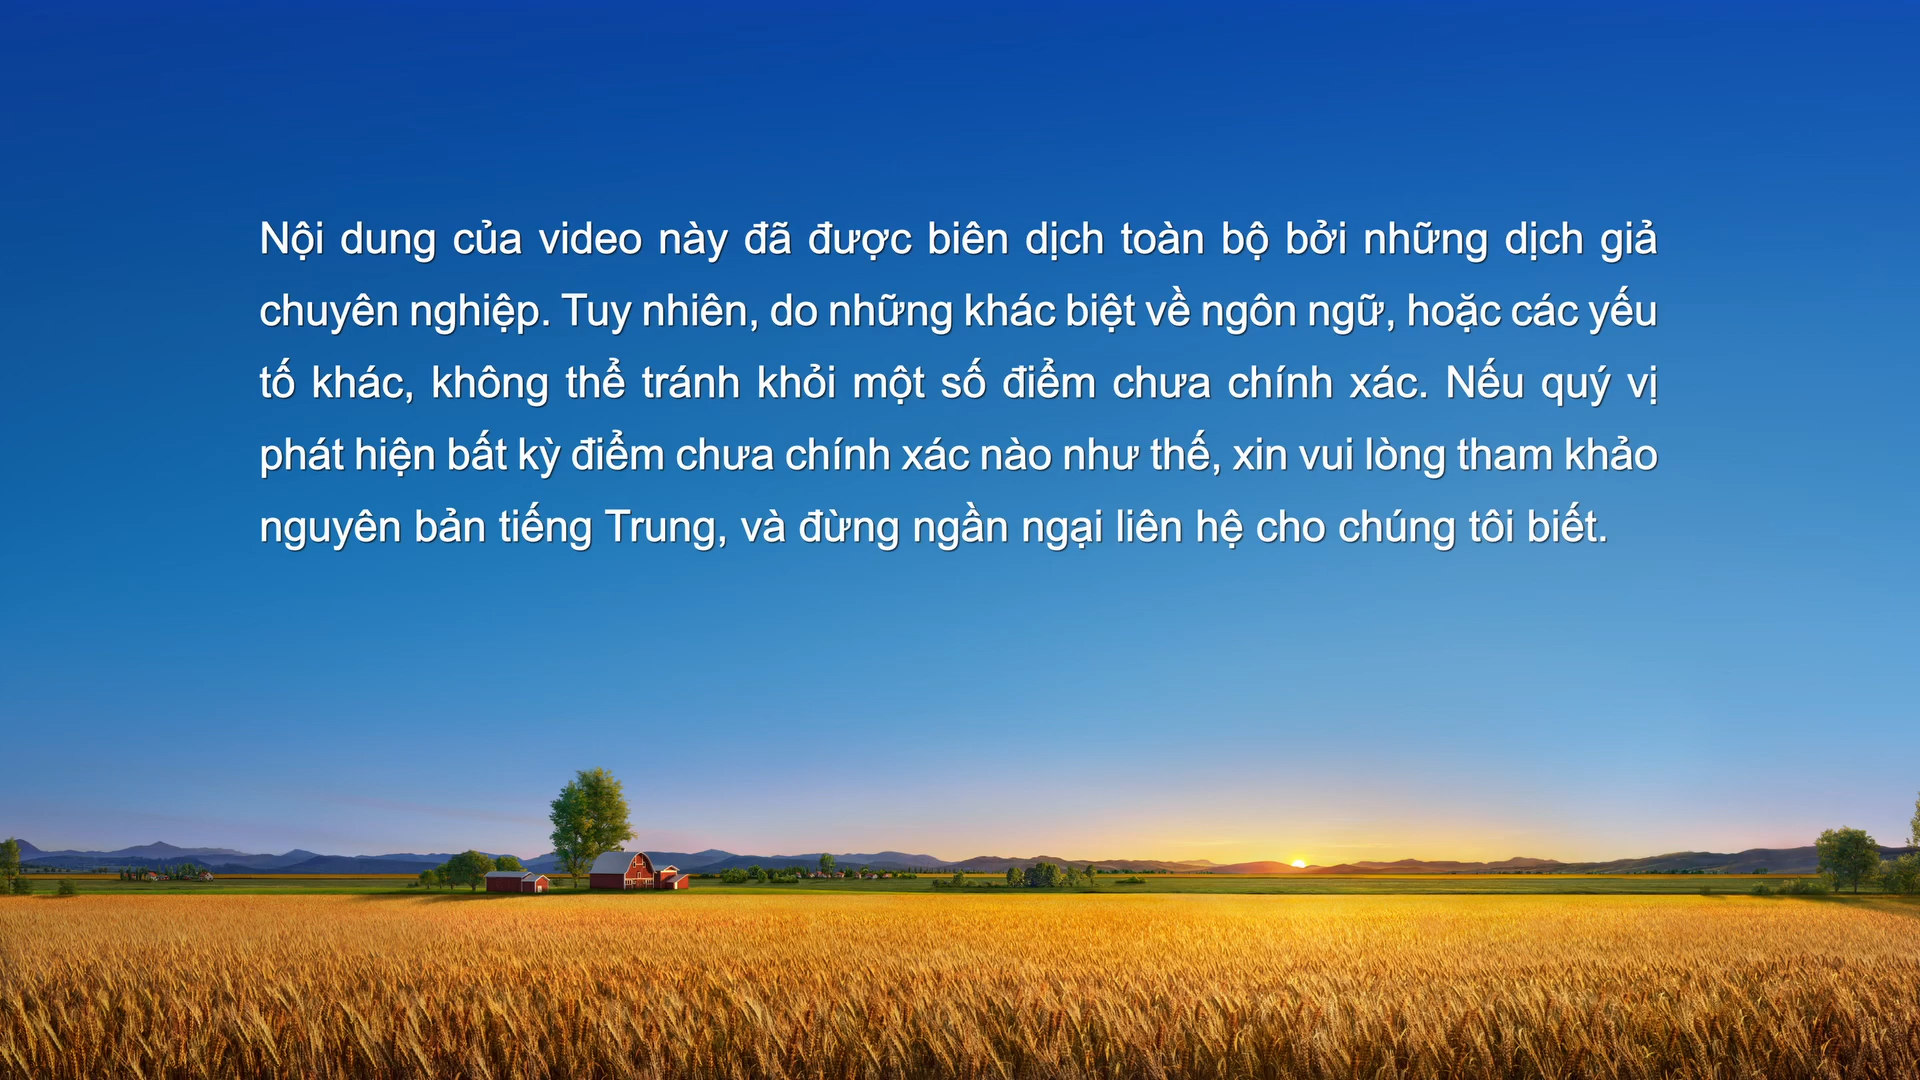 Nội dung của video này đã được biên dịch toàn bộ bởi những dịch giả
chuyên nghiệp. Tuy nhiên, do những khác biệt về ngôn ngữ, hoặc các yếu
tố khác, không thể tránh khỏi một số điểm chưa chính xác. Nếu quý vị
phát hiện bất kỳ điểm chưa chính xác nào như thế, xin vui lòng tham khảo
nguyên bản tiếng Trung, và đừng ngần ngại liên hệ cho chúng tôi biết.